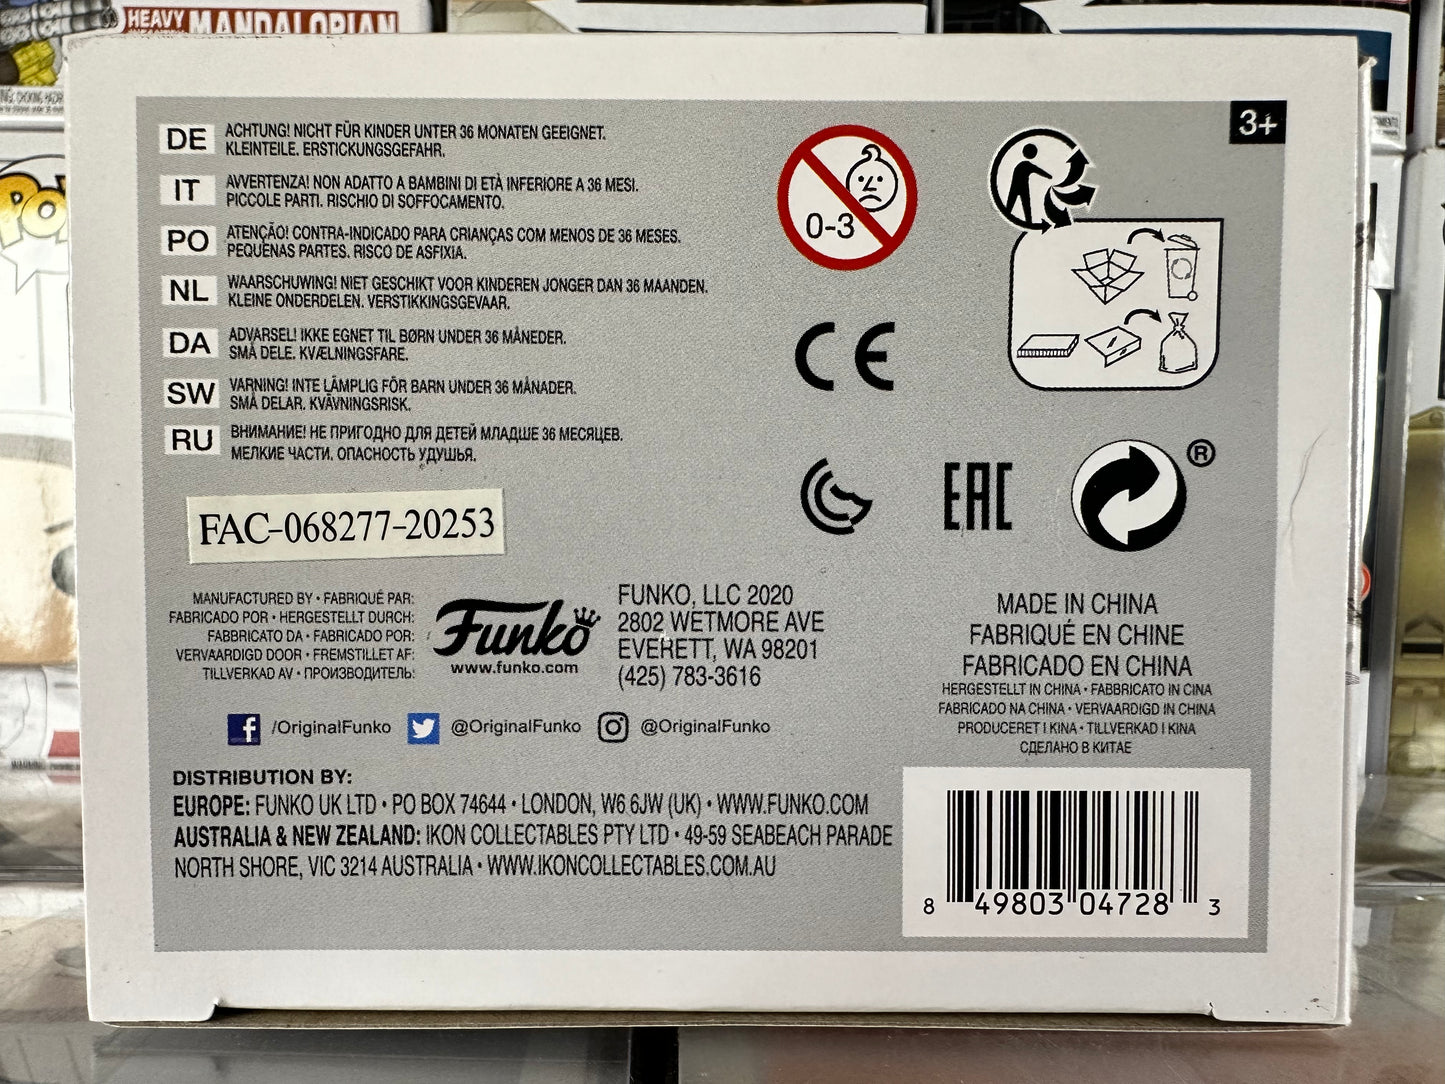 HEAVY MANDALORIAN
3+
DE ACHTUNG! NICHT FÜR KINDER UNTER 36 MONATEN GEEIGNET.
KLEINTEILE. ERSTICKUNGSGEFAHR.
IT AVVERTENZA! NON ADATTO A BAMBINI DI ETÀ INFERIORE A 36 MESI.
PICCOLE PARTI. RISCHIO DI SOFFOCAMENTO.
PO ATENÇÃO! CONTRA-INDICADO PARA CRIANÇAS COM MENOS DE 36 MESES.
PEQUENAS PARTES. RISCO DE ASFIXIA.
NL WAARSCHUWING! NIET GESCHIKT VOOR KINDEREN JONGER DAN 36 MAANDEN.
KLEINE ONDERDELEN. VERSTIKKINGSGEVAAR.
DA ADVARSEL! IKKE EGNET TIL BØRN UNDER 36 MÅNEDER.
SMÅ DELE. KVÆLNINGSFARE.
SW VARNING! INTE LÄMPLIG FÖR BARN UNDER 36 MÅNADER.
SMÅ DELAR. KVÄVNINGSRISK.
RU ВНИМАНИЕ! НЕ ПРИГОДНО ДЛЯ ДЕТЕЙ МЛАДШЕ 36 МЕСЯЦЕВ.
МЕЛКИЕ ЧАСТИ. ОПАСНОСТЬ УДУШЬЯ.
0-3
CE
EAC
®
FAC-068277-20253
MANUFACTURED BY • FABRIQUÉ PAR:
FABRICADO POR • HERGESTELLT DURCH:
FABBRICATO DA • FABRICADO POR:
VERVAARDIGD DOOR • FREMSTILLET AF:
TILLVERKAD AV • ПРОИЗВОДИТЕЛЬ:
Funko
www.funko.com
FUNKO, LLC 2020
2802 WETMORE AVE
EVERETT, WA 98201
(425) 783-3616
MADE IN CHINA
FABRIQUÉ EN CHINE
FABRICADO EN CHINA
HERGESTELLT IN CHINA • FABBRICATO IN CINA
FABRICADO NA CHINA • VERVAARDIGD IN CHINA
PRODUCERET I KINA • TILLVERKAD I KINA
СДЕЛАНО В КИТАЕ
/OriginalFunko @OriginalFunko @OriginalFunko
DISTRIBUTION BY:
EUROPE: FUNKO UK LTD • PO BOX 74644 • LONDON, W6 6JW (UK) • WWW.FUNKO.COM
AUSTRALIA & NEW ZEALAND: IKON COLLECTABLES PTY LTD • 49-59 SEABEACH PARADE
NORTH SHORE, VIC 3214 AUSTRALIA • WWW.IKONCOLLECTABLES.COM.AU
8 49803 04728 3